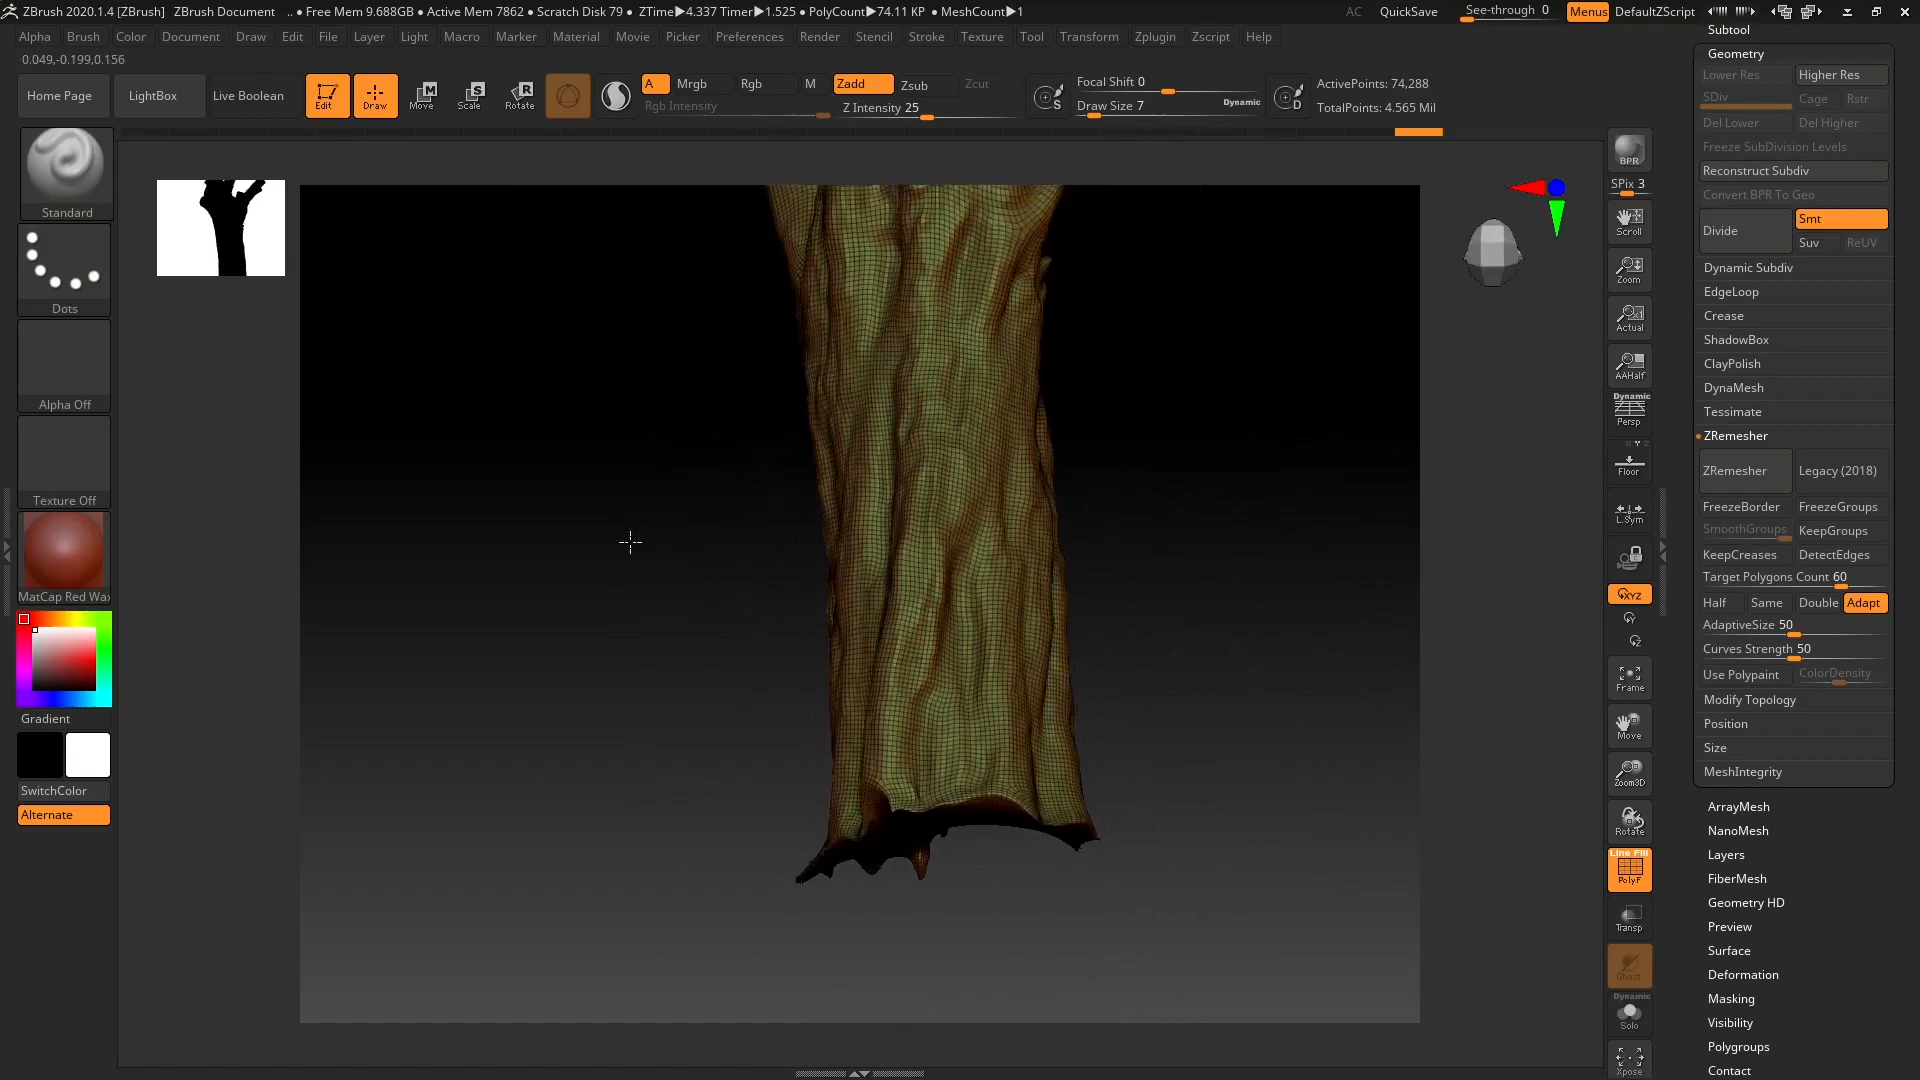 ZBrush 2020.1.4 [ZBrush] ZBrush Document .. • Free Mem 9.688GB • Active Mem 7862 • Scratch Disk 79 • ZTime▶4.337 Timer▶1.525 • PolyCount▶74.11 KP • MeshCount▶1 AC QuickSave See-through 0 Menus DefaultZScript
Alpha Brush Color Document Draw Edit File Layer Light Macro Marker Material Movie Picker Preferences Render Stencil Stroke Texture Tool Transform Zplugin Zscript Help
0.049,-0.199,0.156
Home Page LightBox Live Boolean Edit Draw Move Scale Rotate A Mrgb Rgb M Zadd Zsub Zcut
Rgb Intensity Z Intensity 25
S Focal Shift 0
Draw Size 7 Dynamic
D ActivePoints: 74,288
TotalPoints: 4.565 Mil
Standard
Dots
Alpha Off
Texture Off
MatCap Red Wax
Gradient
SwitchColor
Alternate
BPR
SPix 3
Scroll
Zoom
Actual
AAHalf
Dynamic
Persp
Floor
L.Sym
XYZ
Y
Z
Frame
Move
Zoom3D
Rotate
Line Fill
PolyF
Transp
Ghost
Dynamic
Solo
Xpose
Subtool
Geometry
Lower Res Higher Res
SDiv Cage Rstr
Del Lower Del Higher
Freeze SubDivision Levels
Reconstruct Subdiv
Convert BPR To Geo
Divide Smt
Suv ReUV
Dynamic Subdiv
EdgeLoop
Crease
ShadowBox
ClayPolish
DynaMesh
Tessimate
ZRemesher
ZRemesher Legacy (2018)
FreezeBorder FreezeGroups
SmoothGroups KeepGroups
KeepCreases DetectEdges
Target Polygons Count 60
Half Same Double Adapt
AdaptiveSize 50
Curves Strength 50
Use Polypaint ColorDensity
Modify Topology
Position
Size
MeshIntegrity
ArrayMesh
NanoMesh
Layers
FiberMesh
Geometry HD
Preview
Surface
Deformation
Masking
Visibility
Polygroups
Contact